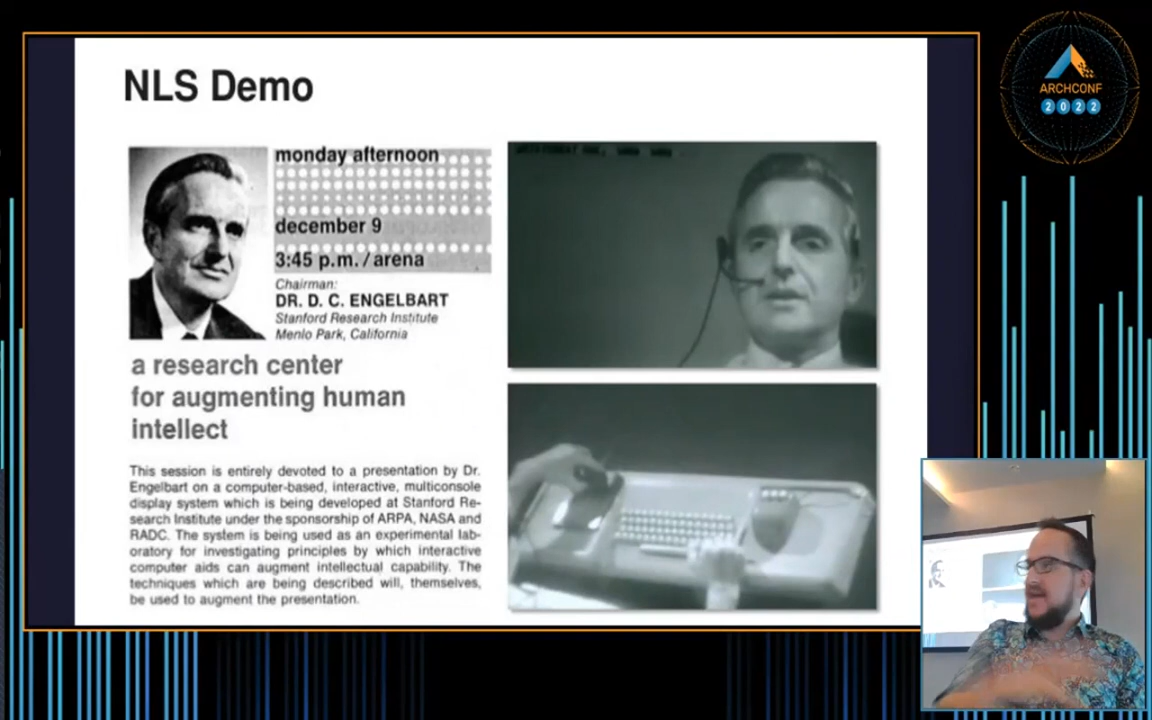 NLS Demo
monday afternoon
december 9
3:45 p.m. / arena
Chairman:
DR. D. C. ENGELBART
Stanford Research Institute
Menlo Park, California
a research center
for augmenting human
intellect
This session is entirely devoted to a presentation by Dr.
Engelbart on a computer-based, interactive, multiconsole
display system which is being developed at Stanford Re-
search Institute under the sponsorship of ARPA, NASA and
RADC. The system is being used as an experimental lab-
oratory for investigating principles by which interactive
computer aids can augment intellectual capability. The
techniques which are being described will, themselves,
be used to augment the presentation.
ARCHCONF
2022